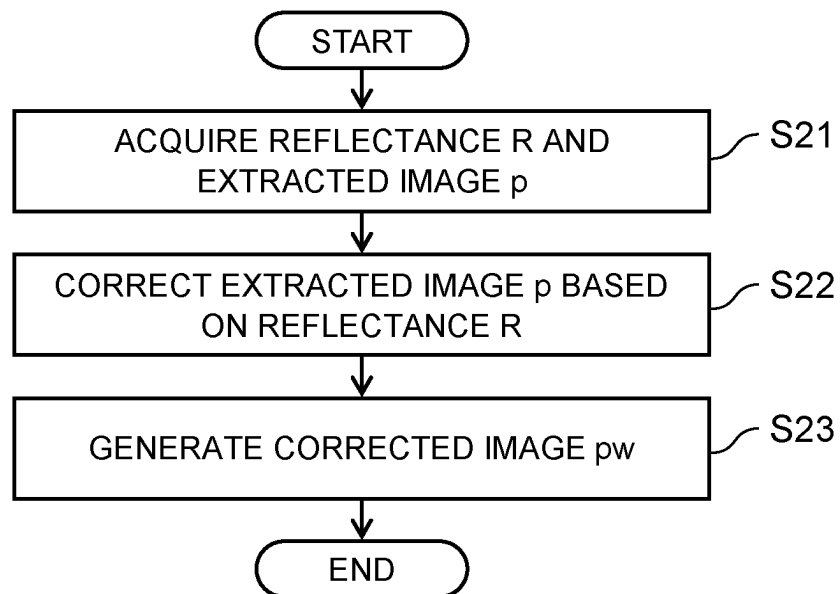 START
ACQUIRE REFLECTANCE R AND
EXTRACTED IMAGE p
S21
CORRECT EXTRACTED IMAGE p BASED
ON REFLECTANCE R
S22
GENERATE CORRECTED IMAGE pw
S23
END